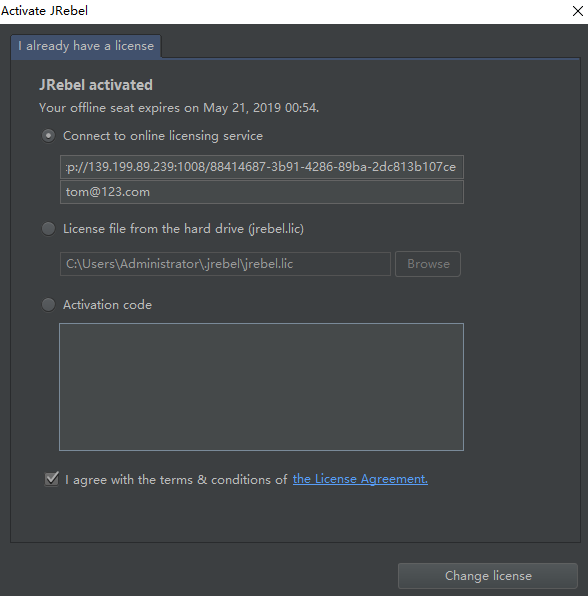 Activate JRebel
I already have a license
JRebel activated
Your offline seat expires on May 21, 2019 00:54.
Connect to online licensing service
:p://139.199.89.239:1008/88414687-3b91-4286-89ba-2dc813b107ce
tom@123.com
License file from the hard drive (jrebel.lic)
C:\Users\Administrator\.jrebel\jrebel.lic
Browse
Activation code
I agree with the terms & conditions of the License Agreement.
Change license